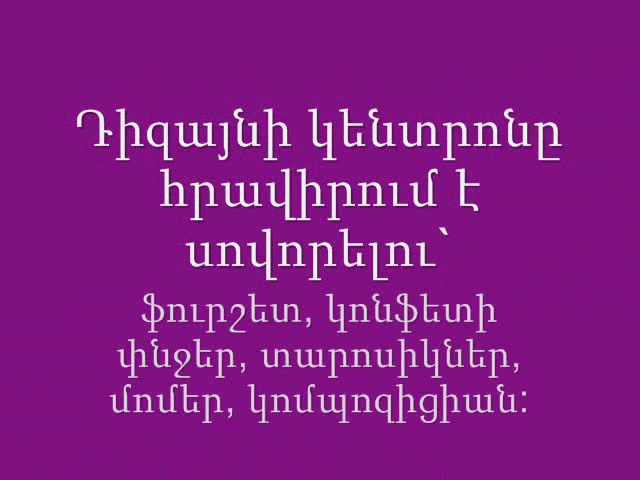 Դիզայնի կենտրոնը
հրավիրում է
սովորելու՝
ֆուրշետ, կոնֆետի
փնջեր, տարոսիկներ,
մոմեր, կոմպոզիցիան: